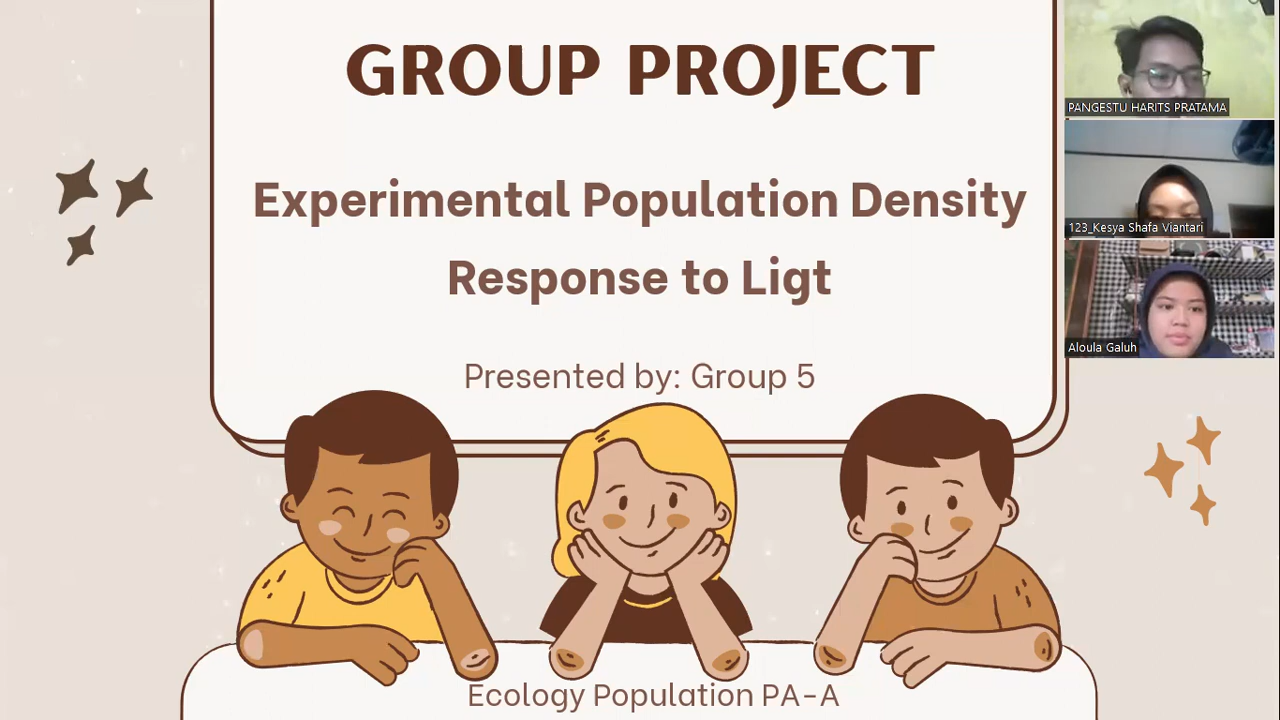 GROUP PROJECT
Experimental Population Density
Response to Ligt
Presented by: Group 5
Ecology Population PA-A
PANGESTU HARITS PRATAMA
123_Kesya Shafa Viantari
Aloula Galuh